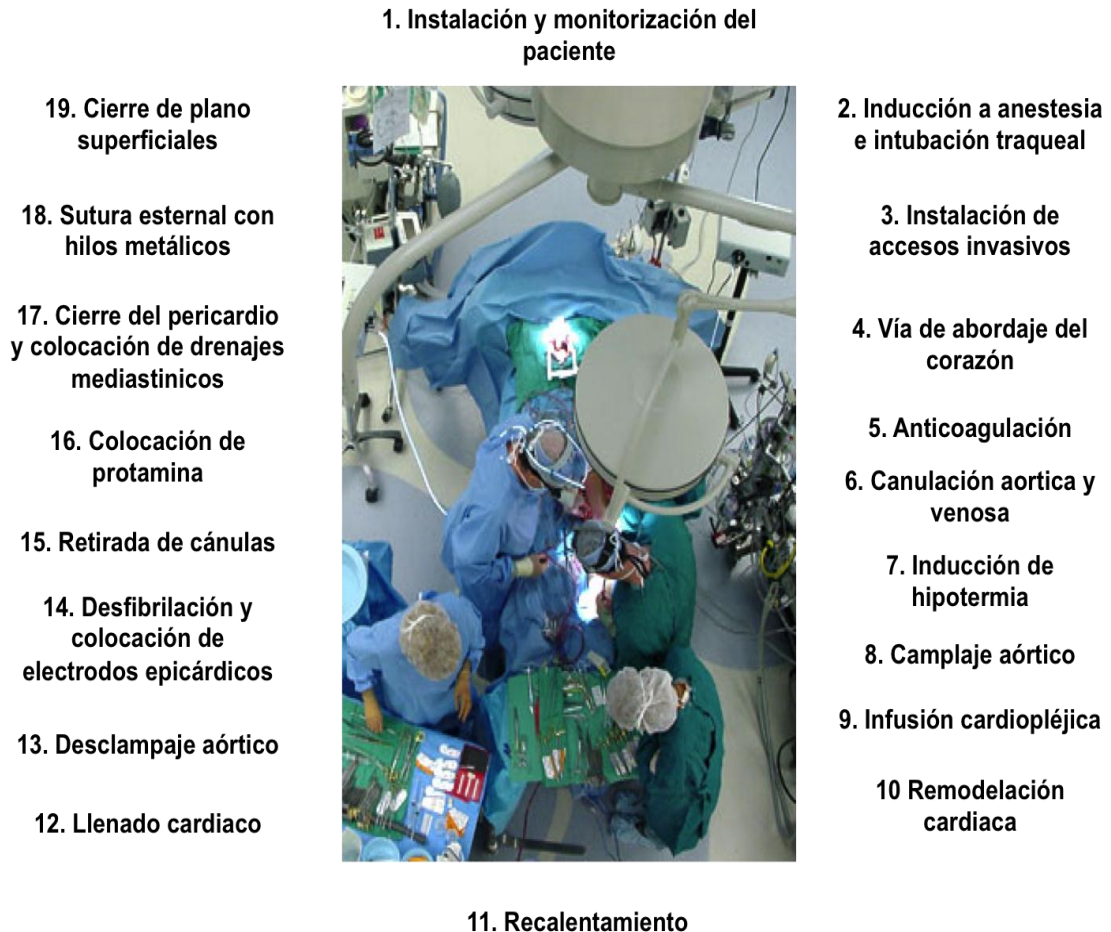 1. Instalación y monitorización del
paciente
2. Inducción a anestesia
e intubación traqueal
3. Instalación de
accesos invasivos
4. Vía de abordaje del
corazón
5. Anticoagulación
6. Canulación aortica y
venosa
7. Inducción de
hipotermia
8. Camplaje aórtico
9. Infusión cardiopléjica
10 Remodelación
cardiaca
11. Recalentamiento
12. Llenado cardiaco
13. Desclampaje aórtico
14. Desfibrilación y
colocación de
electrodos epicárdicos
15. Retirada de cánulas
16. Colocación de
protamina
17. Cierre del pericardio
y colocación de drenajes
mediastinicos
18. Sutura esternal con
hilos metálicos
19. Cierre de plano
superficiales